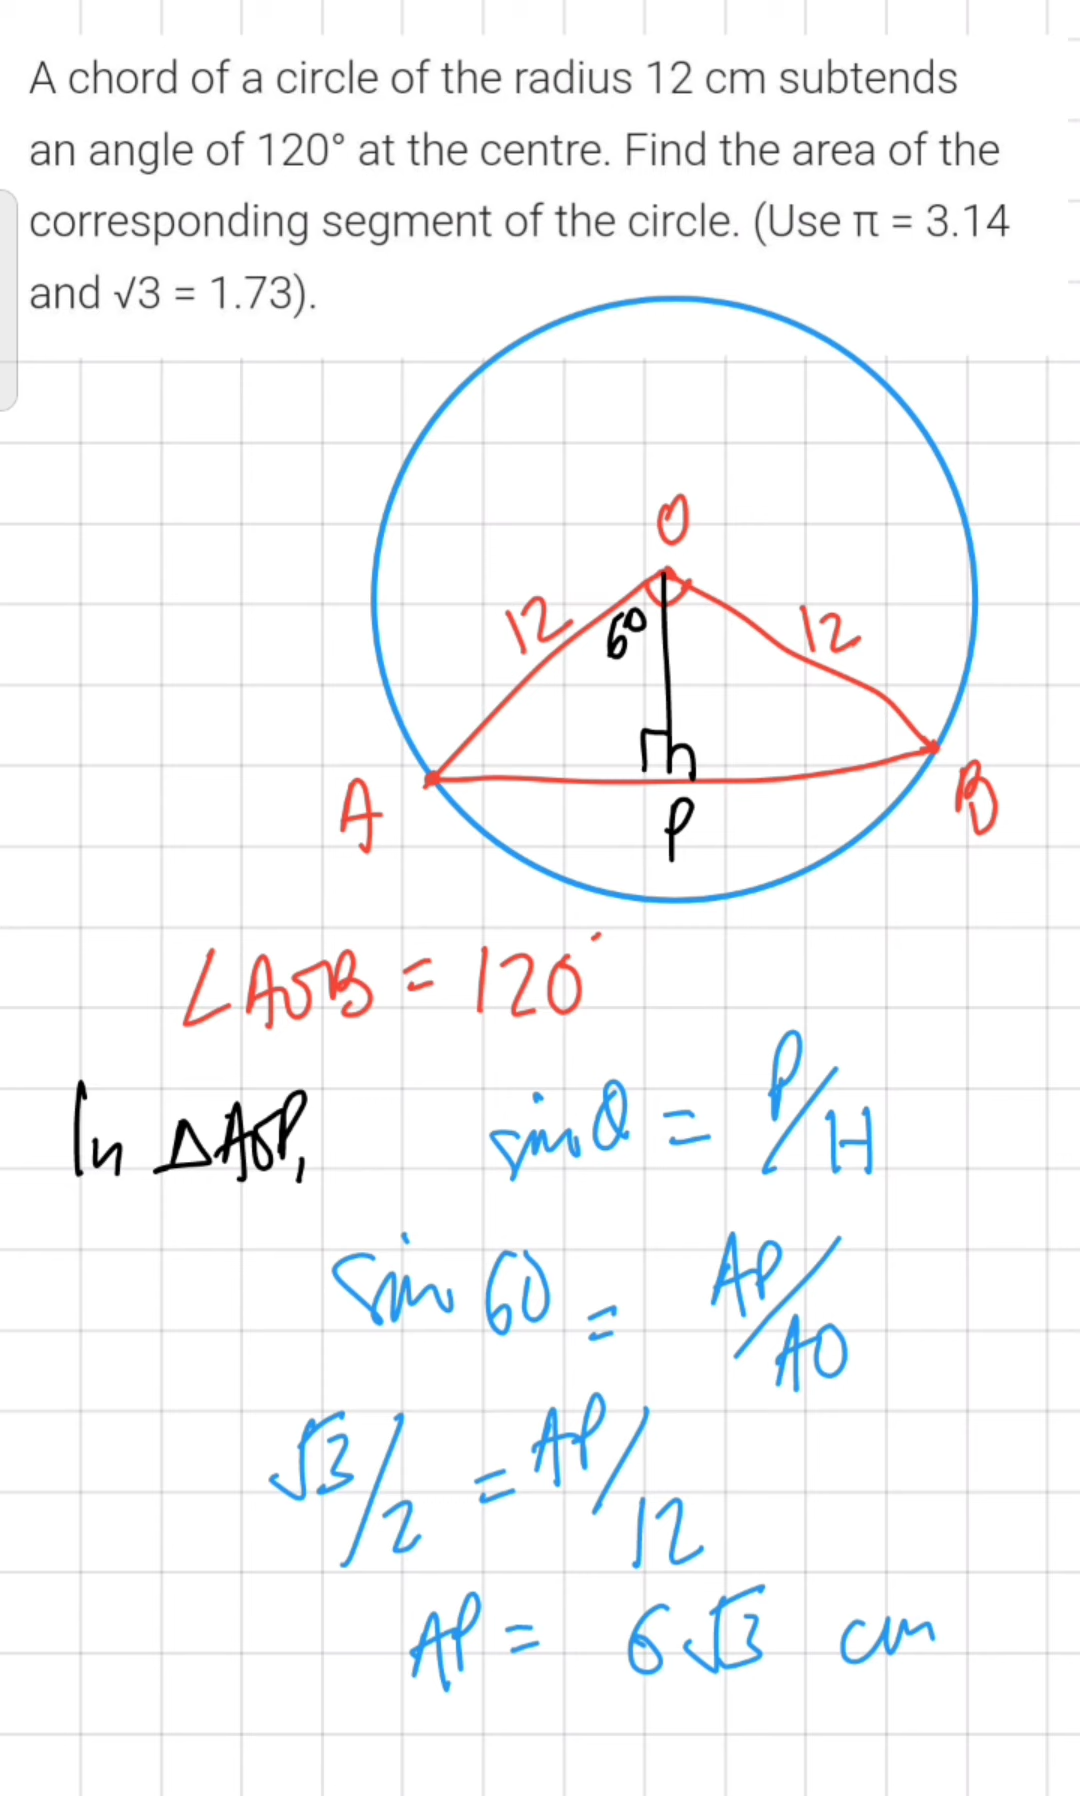 A chord of a circle of the radius 12 cm subtends
an angle of 120° at the centre. Find the area of the
corresponding segment of the circle. (Use π = 3.14
and √3 = 1.73).
O
12 60 12
A B
P
∠AOB = 120°
In ΔAOP, sinθ = P/H
sin 60 = AP/AO
√3/2 = AP/12
AP = 6√3 cm